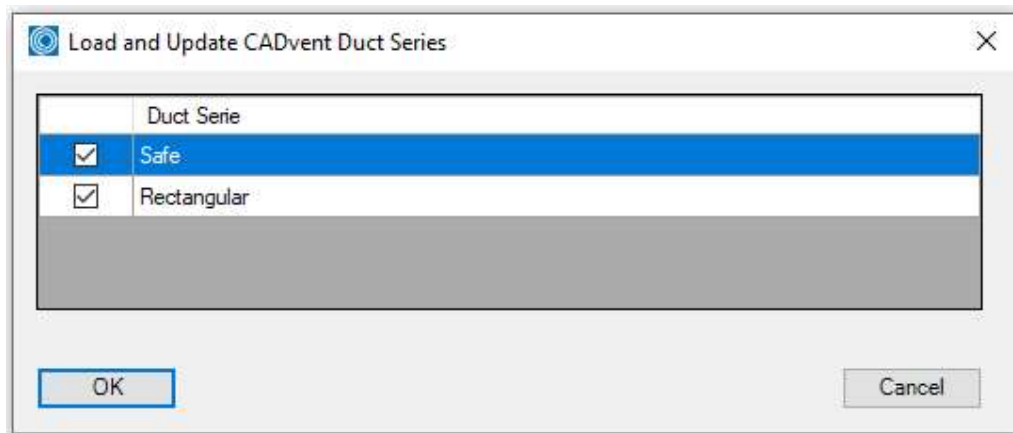 Load and Update CADvent Duct Series
Duct Serie
Safe
Rectangular
OK
Cancel